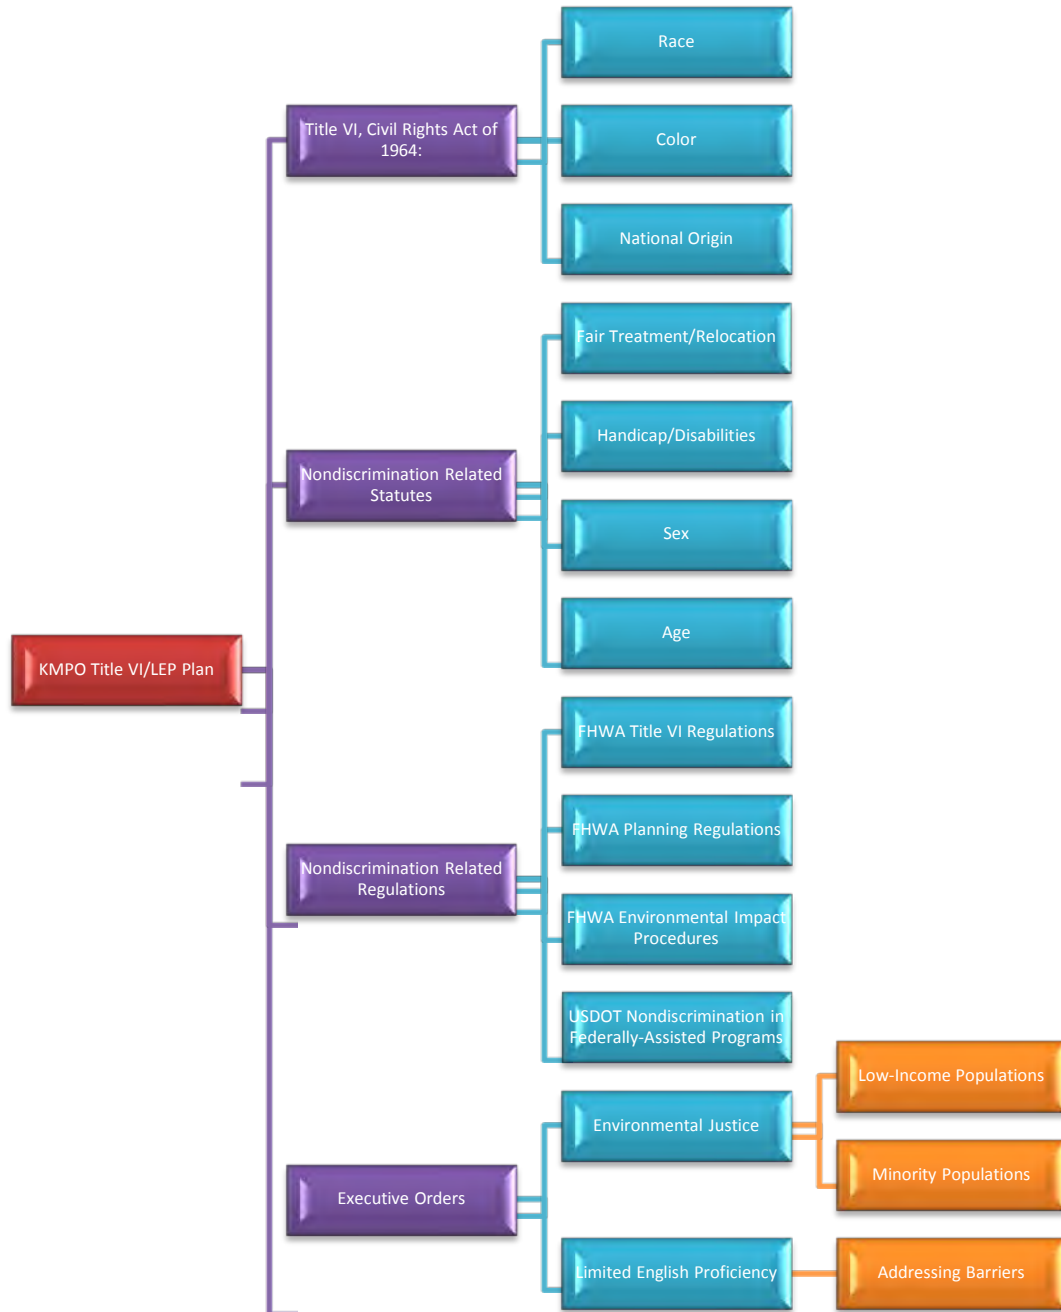 Race
Title VI, Civil Rights Act of
1964:
Color
National Origin
Fair Treatment/Relocation
Handicap/Disabilities
Nondiscrimination Related
Statutes
Sex
Age
KMPO Title VI/LEP Plan
FHWA Title VI Regulations
FHWA Planning Regulations
Nondiscrimination Related
Regulations
FHWA Environmental Impact
Procedures
USDOT Nondiscrimination in
Federally-Assisted Programs
Low-Income Populations
Environmental Justice
Minority Populations
Executive Orders
Limited English Proficiency
Addressing Barriers